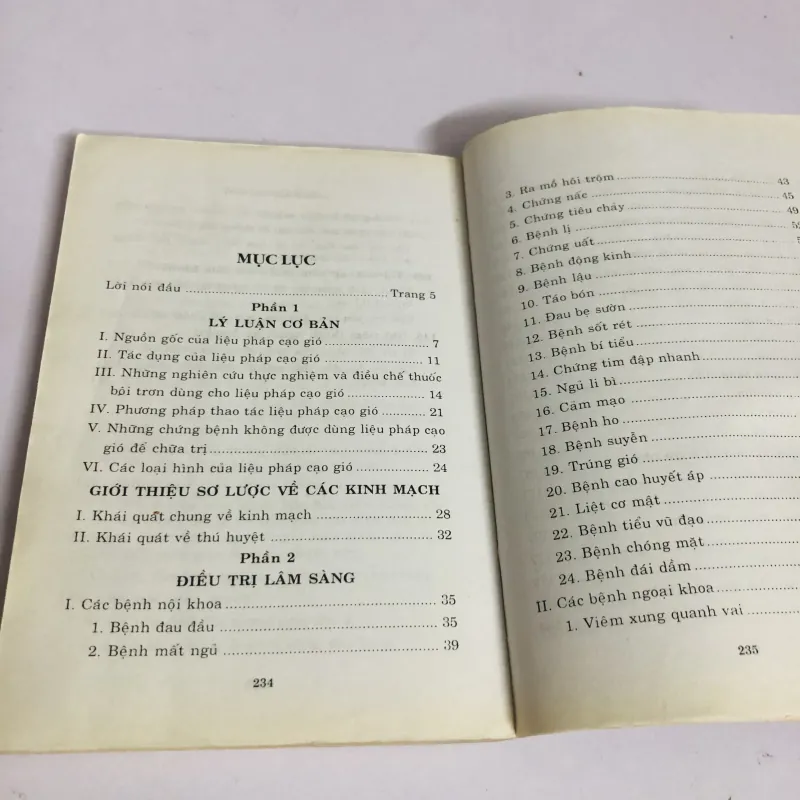 MỤC LỤC
Lời nói đầu ............ Trang 5
Phần 1
LÝ LUẬN CƠ BẢN
I. Nguồn gốc của liệu pháp cạo gió ............ 7
II. Tác dụng của liệu pháp cạo gió ............ 11
III. Những nghiên cứu thực nghiệm và điều chế thuốc
bôi trơn dùng cho liệu pháp cạo gió ............ 14
IV. Phương pháp thao tác liệu pháp cạo gió ............ 21
V. Những chứng bệnh không được dùng liệu pháp cạo
gió để chữa trị ............ 23
VI. Các loại hình của liệu pháp cạo gió ............ 24
GIỚI THIỆU SƠ LƯỢC VỀ CÁC KINH MẠCH
I. Khái quát chung về kinh mạch ............ 28
II. Khái quát về thú huyệt ............ 32
Phần 2
ĐIỀU TRỊ LÂM SÀNG
I. Các bệnh nội khoa ............ 35
1. Bệnh đau đầu ............ 35
2. Bệnh mất ngủ ............ 39
234
3. Ra mồ hôi trộm ............ 43
4. Chứng nấc ............ 45
5. Chứng tiêu chảy ............ 49
6. Bệnh lị ............
7. Chứng uất ............
8. Bệnh động kinh ............
9. Bệnh lậu ............
10. Táo bón ............
11. Đau bẹ sườn ............
12. Bệnh sốt rét ............
13. Bệnh bí tiểu ............
14. Chứng tim đập nhanh ............
15. Ngủ li bì ............
16. Cảm mạo ............
17. Bệnh ho ............
18. Bệnh suyễn ............
19. Trúng gió ............
20. Bệnh cao huyết áp ............
21. Liệt cơ mặt ............
22. Bệnh tiểu vũ đạo ............
23. Bệnh chóng mặt ............
24. Bệnh đái dầm ............
II. Các bệnh ngoại khoa ............
1. Viêm xung quanh vai ............
235